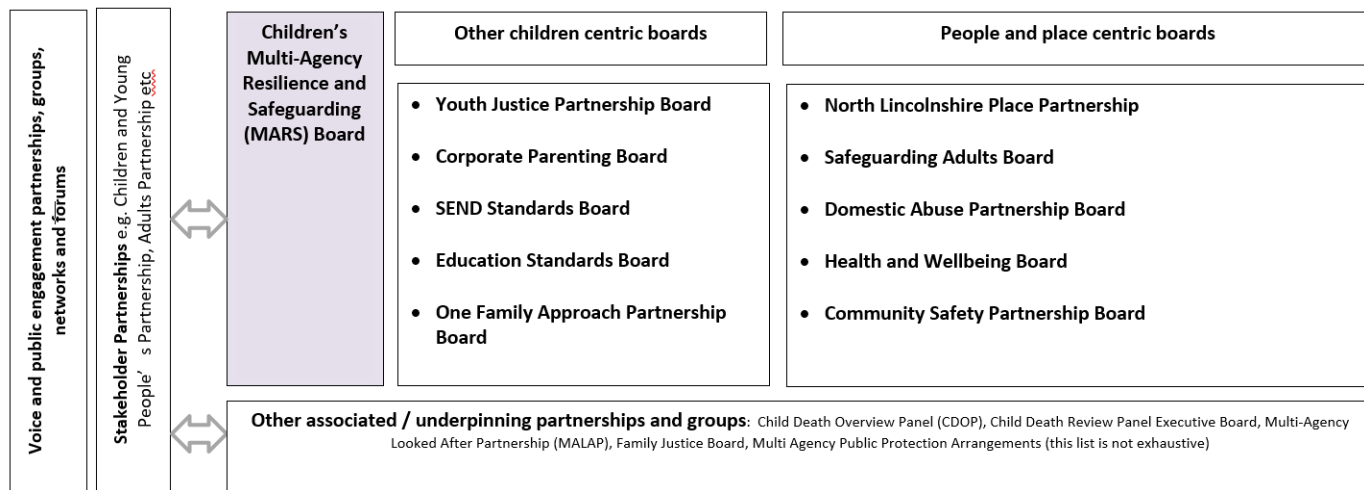 Voice and public engagement partnerships, groups,
networks and forums
Stakeholder Partnerships e.g. Children and Young
People’ s Partnership, Adults Partnership etc
Children’s
Multi-Agency
Resilience and
Safeguarding
(MARS) Board
Other children centric boards
• Youth Justice Partnership Board
• Corporate Parenting Board
• SEND Standards Board
• Education Standards Board
• One Family Approach Partnership
Board
People and place centric boards
• North Lincolnshire Place Partnership
• Safeguarding Adults Board
• Domestic Abuse Partnership Board
• Health and Wellbeing Board
• Community Safety Partnership Board
Other associated / underpinning partnerships and groups: Child Death Overview Panel (CDOP), Child Death Review Panel Executive Board, Multi-Agency
Looked After Partnership (MALAP), Family Justice Board, Multi Agency Public Protection Arrangements (this list is not exhaustive)